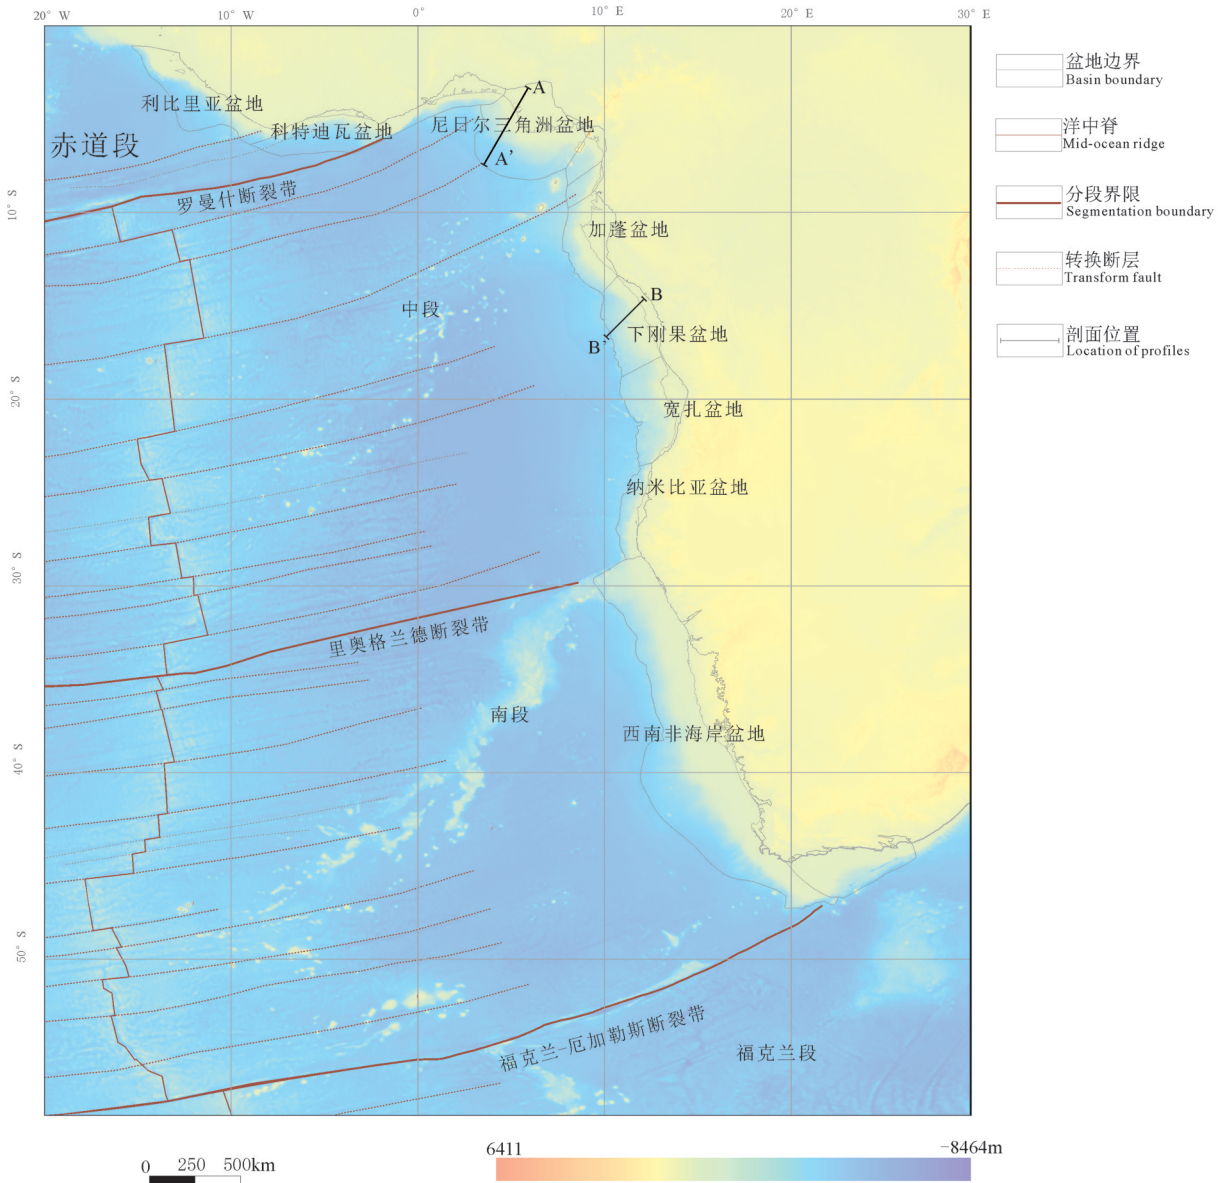 20° W
10° W
0°
10° E
20° E
30° E
盆地边界
Basin boundary
A
利比里亚盆地
科特迪瓦盆地
尼日尔三角洲盆地
洋中脊
Mid-ocean ridge
赤道段
A'
罗曼什断裂带
分段界限
Segmentation boundary
10° S
加蓬盆地
转换断层
Transform fault
B
中段
下刚果盆地
B'
剖面位置
Location of profiles
20° S
宽扎盆地
纳米比亚盆地
30° S
里奥格兰德断裂带
南段
西南非海岸盆地
40° S
50° S
福克兰-厄加勒斯断裂带
福克兰段
6411
-8464m
0 250 500km